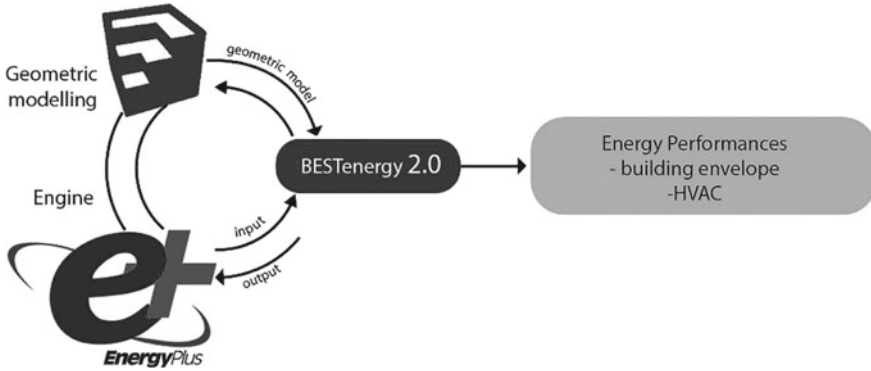 Geometric
modelling
geometric model
BESTenergy 2.0
Energy Performances
- building envelope
-HVAC
Engine
input
output
e+
EnergyPlus